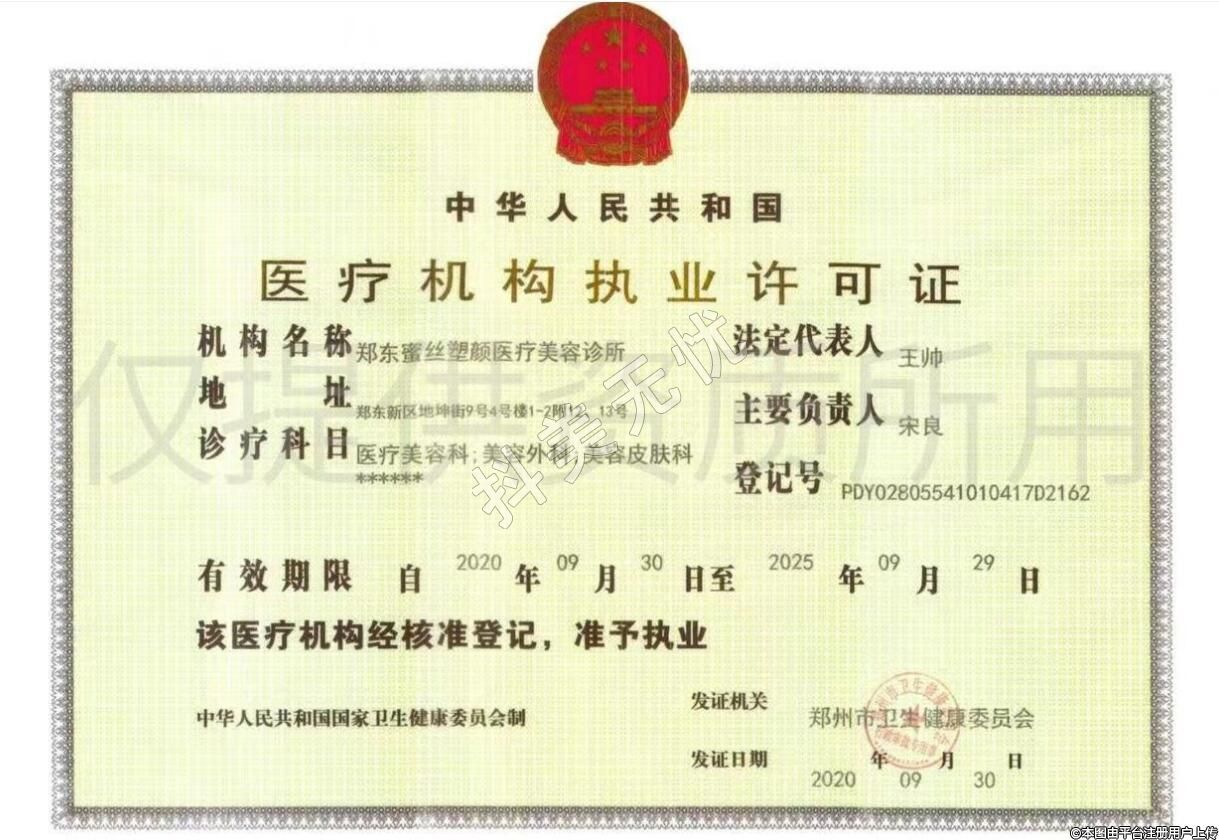 中华人民共和国
医疗机构执业许可证
机构名称 郑东蜜丝塑颜医疗美容诊所
法定代表人 王帅
地址 郑东新区地坤街9号4号楼1-2附12、13号
主要负责人 宋良
诊疗科目 医疗美容科;美容外科;美容皮肤科
******
登记号 PDY02805541010417D2162
有效期限 自 2020 年 09 月 30 日至 2025 年 09 月 29 日
该医疗机构经核准登记，准予执业
中华人民共和国国家卫生健康委员会制
发证机关 郑州市卫生健康委员会
发证日期 2020 年 09 月 30 日
仅提供资质所用
抖美无忧
©本图由平台注册用户上传